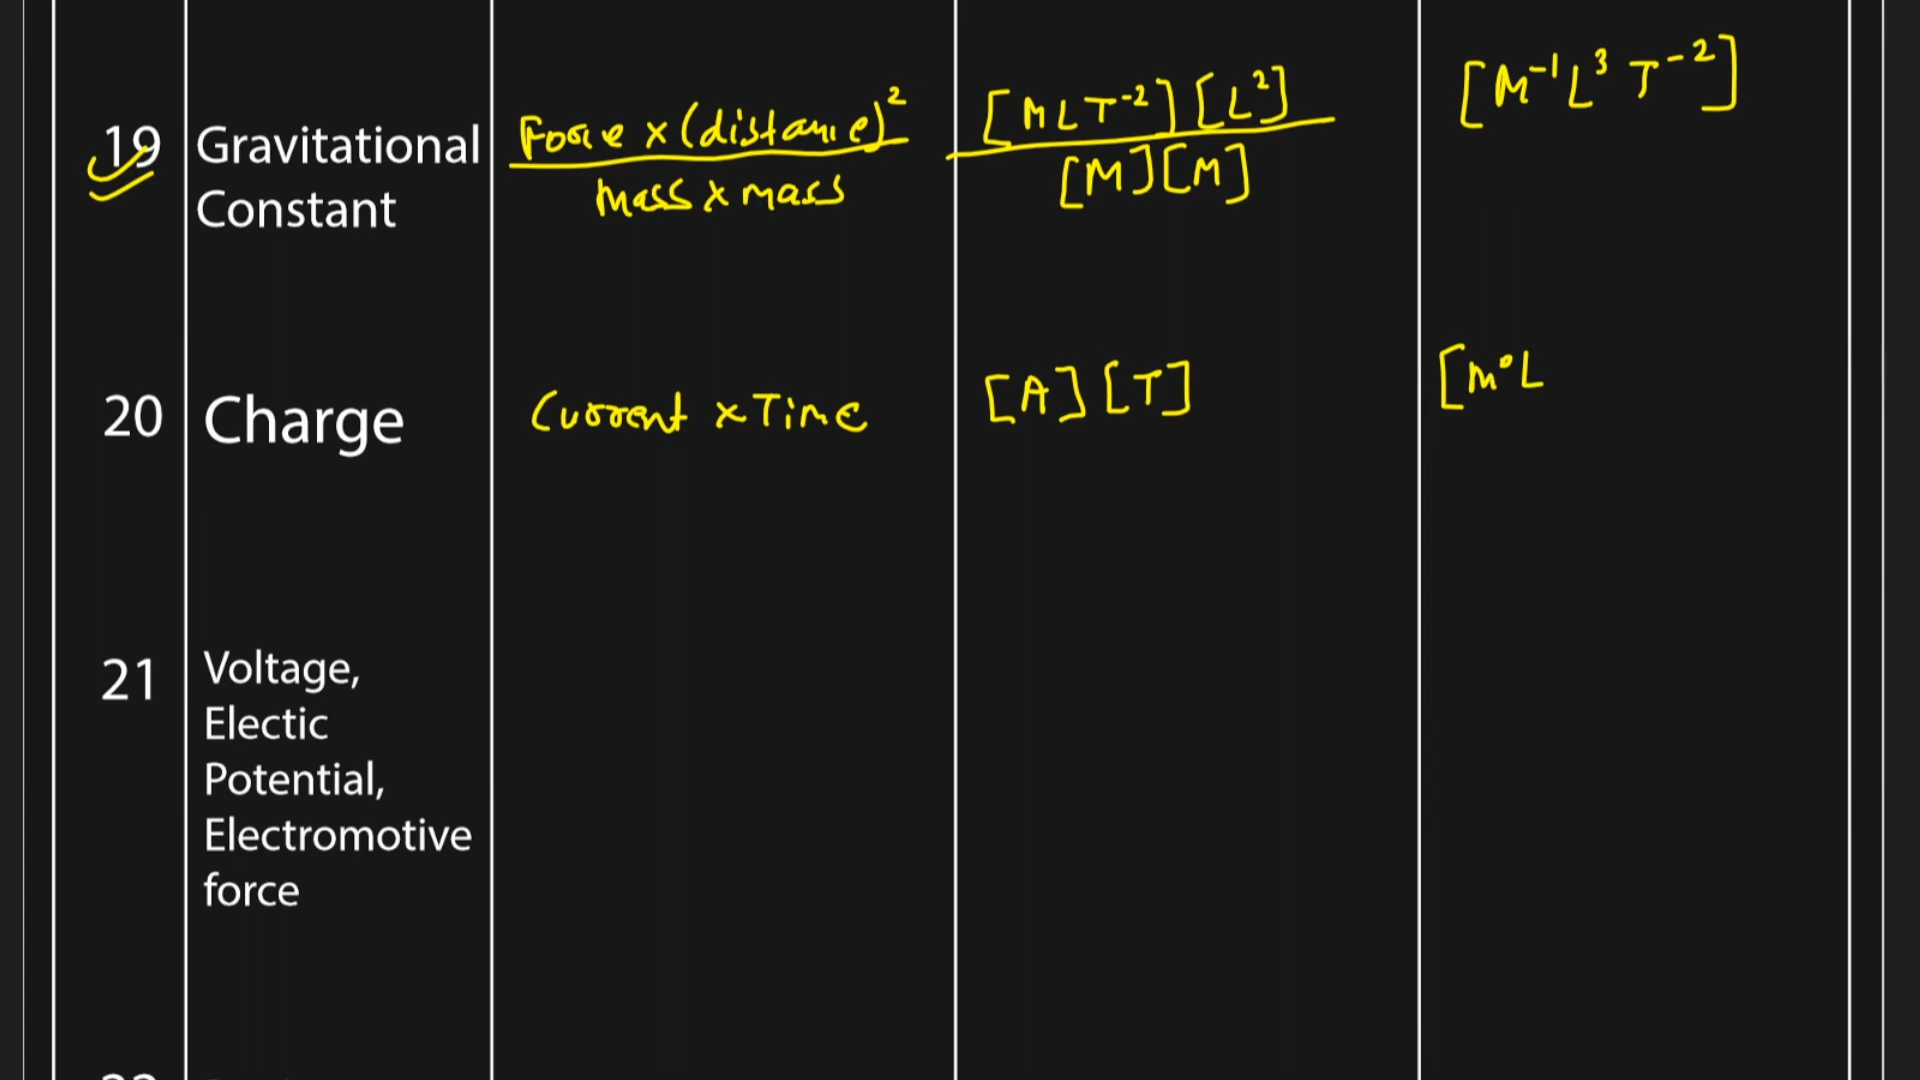 19 Gravitational Constant Force x (distance)² / mass x mass [MLT⁻²][L²] / [M][M] [M⁻¹L³T⁻²]
20 Charge Current x Time [A][T] [M⁰L
21 Voltage,
Electic
Potential,
Electromotive
force